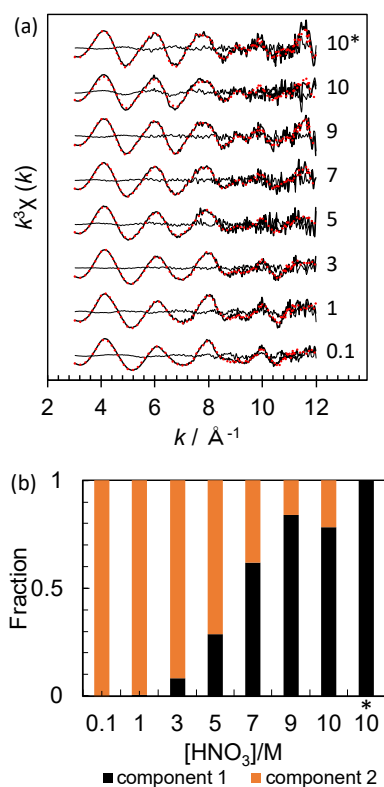 (a)
10*
10
9
7
5
3
1
0.1
k³χ (k)
2 4 6 8 10 12
k / Å⁻¹
(b)
1
0.5
0
Fraction
0.1 1 3 5 7 9 10 10
*
[HNO₃]/M
component 1 component 2